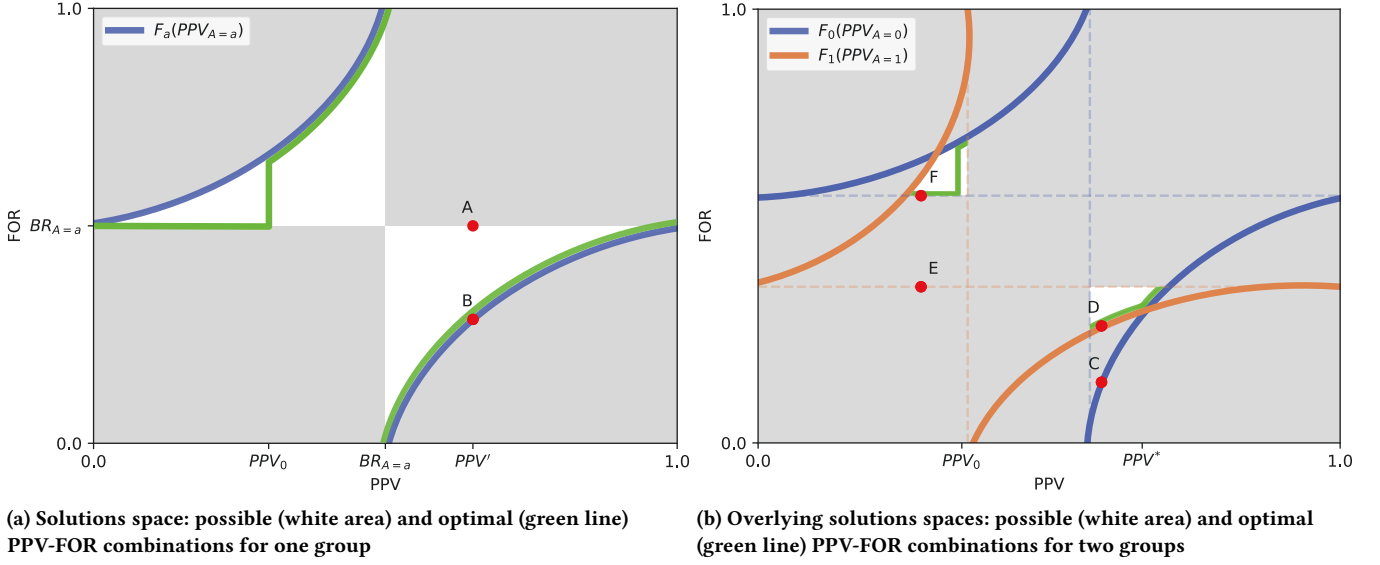 1.0
F_a(PPV_{A=a})
FOR
BR_{A=a}
A
B
0.0
0.0
PPV_0
BR_{A=a}
PPV'
1.0
PPV
(a) Solutions space: possible (white area) and optimal (green line)
PPV-FOR combinations for one group
1.0
F_0(PPV_{A=0})
F_1(PPV_{A=1})
FOR
F
E
D
C
0.0
0.0
PPV_0
PPV^*
1.0
PPV
(b) Overlying solutions spaces: possible (white area) and optimal
(green line) PPV-FOR combinations for two groups